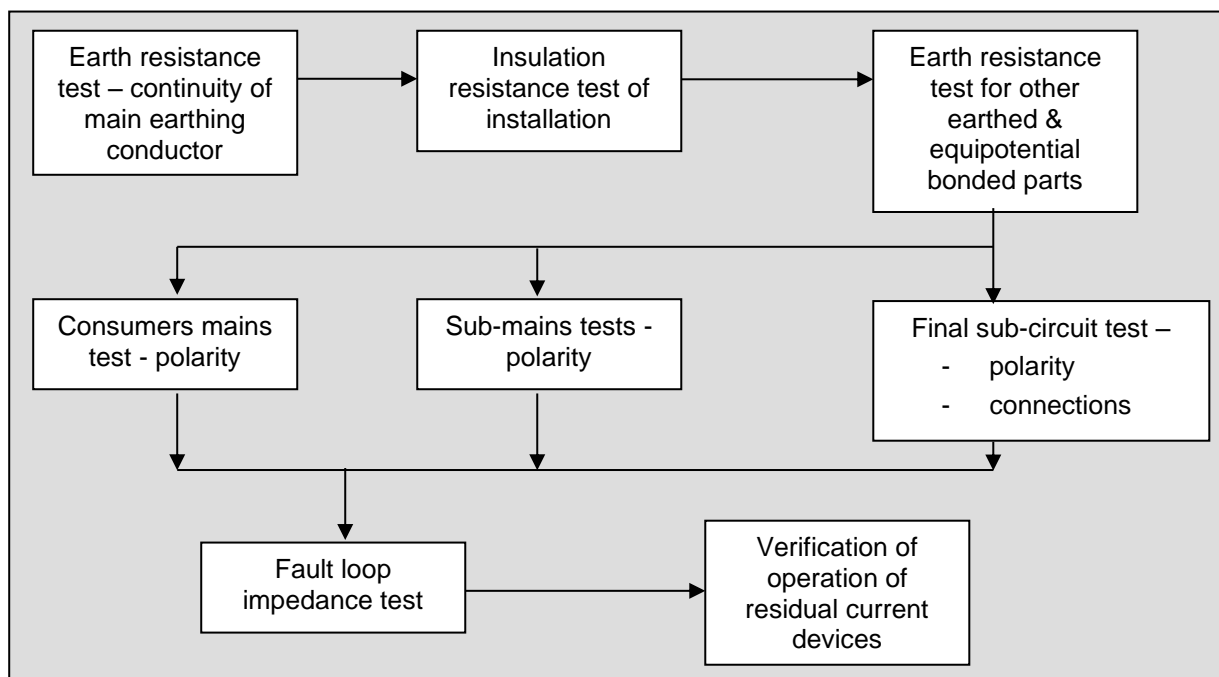 Earth resistance
test – continuity of
main earthing
conductor
Insulation
resistance test of
installation
Earth resistance
test for other
earthed &
equipotential
bonded parts
Consumers mains
test - polarity
Sub-mains tests -
polarity
Final sub-circuit test –
- polarity
- connections
Fault loop
impedance test
Verification of
operation of
residual current
devices